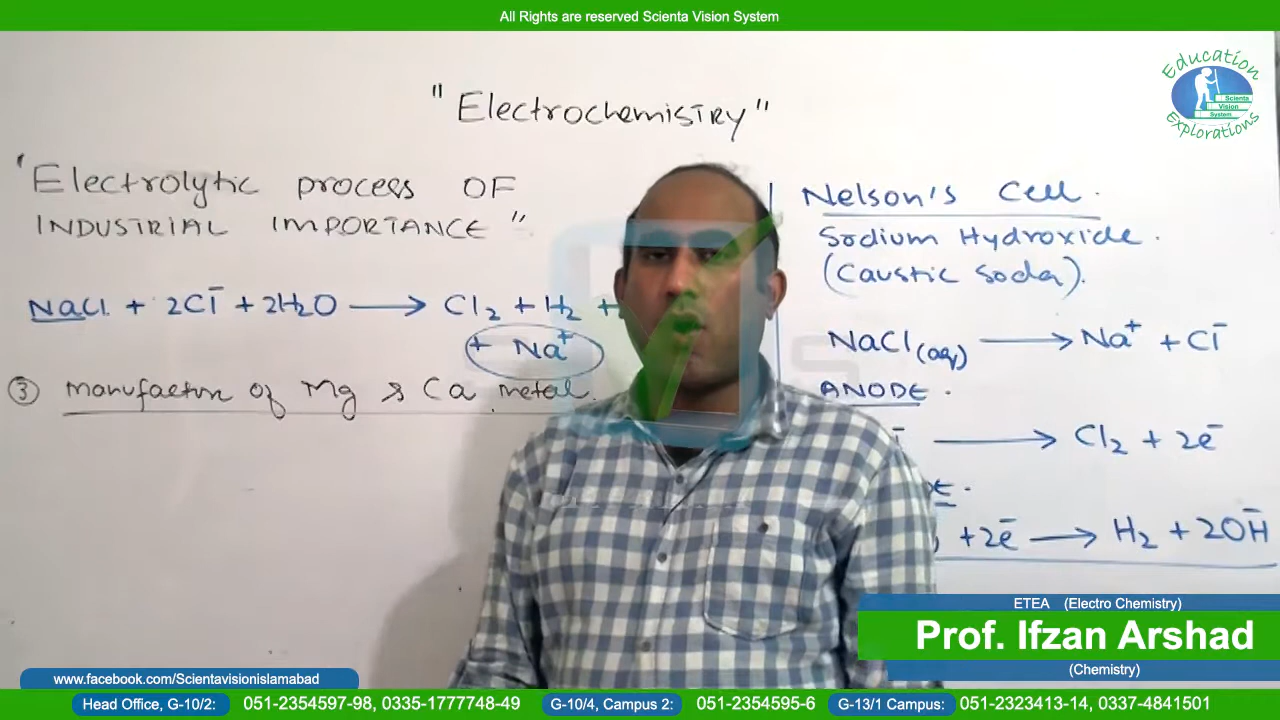 All Rights are reserved Scienta Vision System
Education
Scienta
Vision
System
Explorations
"Electrochemistry"
'Electrolytic process OF
INDUSTRIAL IMPORTANCE"
NaCl + 2Cl⁻ + 2H₂O ⟶ Cl₂ + H₂ +
+ Na⁺
③ manufactur of Mg & Ca metal.
Nelson's Cell.
Sodium Hydroxide.
(Caustic Soda).
NaCl(aq) ⟶ Na⁺ + Cl⁻
ANODE.
⟶ Cl₂ + 2e⁻
DE.
+2e⁻ ⟶ H₂ + 2OH⁻
ETEA (Electro Chemistry)
Prof. Ifzan Arshad
(Chemistry)
www.facebook.com/Scientavisionislamabad
Head Office, G-10/2: 051-2354597-98, 0335-1777748-49 G-10/4, Campus 2: 051-2354595-6 G-13/1 Campus: 051-2323413-14, 0337-4841501